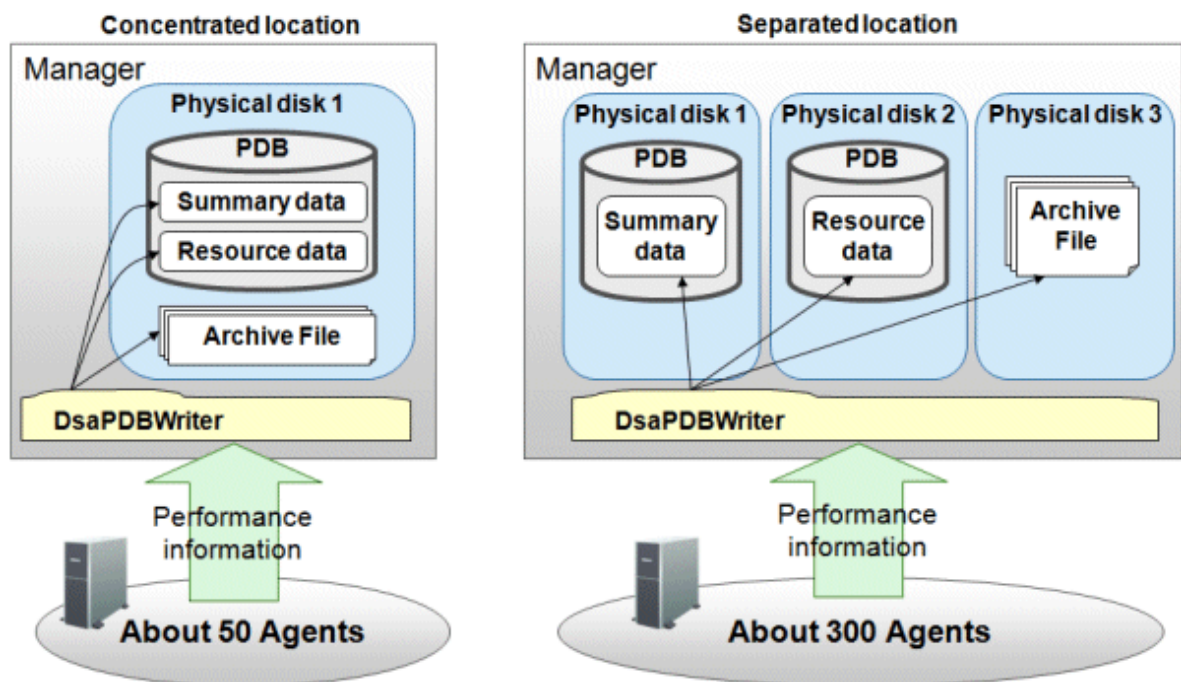 Concentrated location
Manager
Physical disk 1
PDB
Summary data
Resource data
Archive File
DsaPDBWriter
Performance
information
About 50 Agents
Separated location
Manager
Physical disk 1
PDB
Summary
data
Physical disk 2
PDB
Resource
data
Physical disk 3
Archive
File
DsaPDBWriter
Performance
information
About 300 Agents